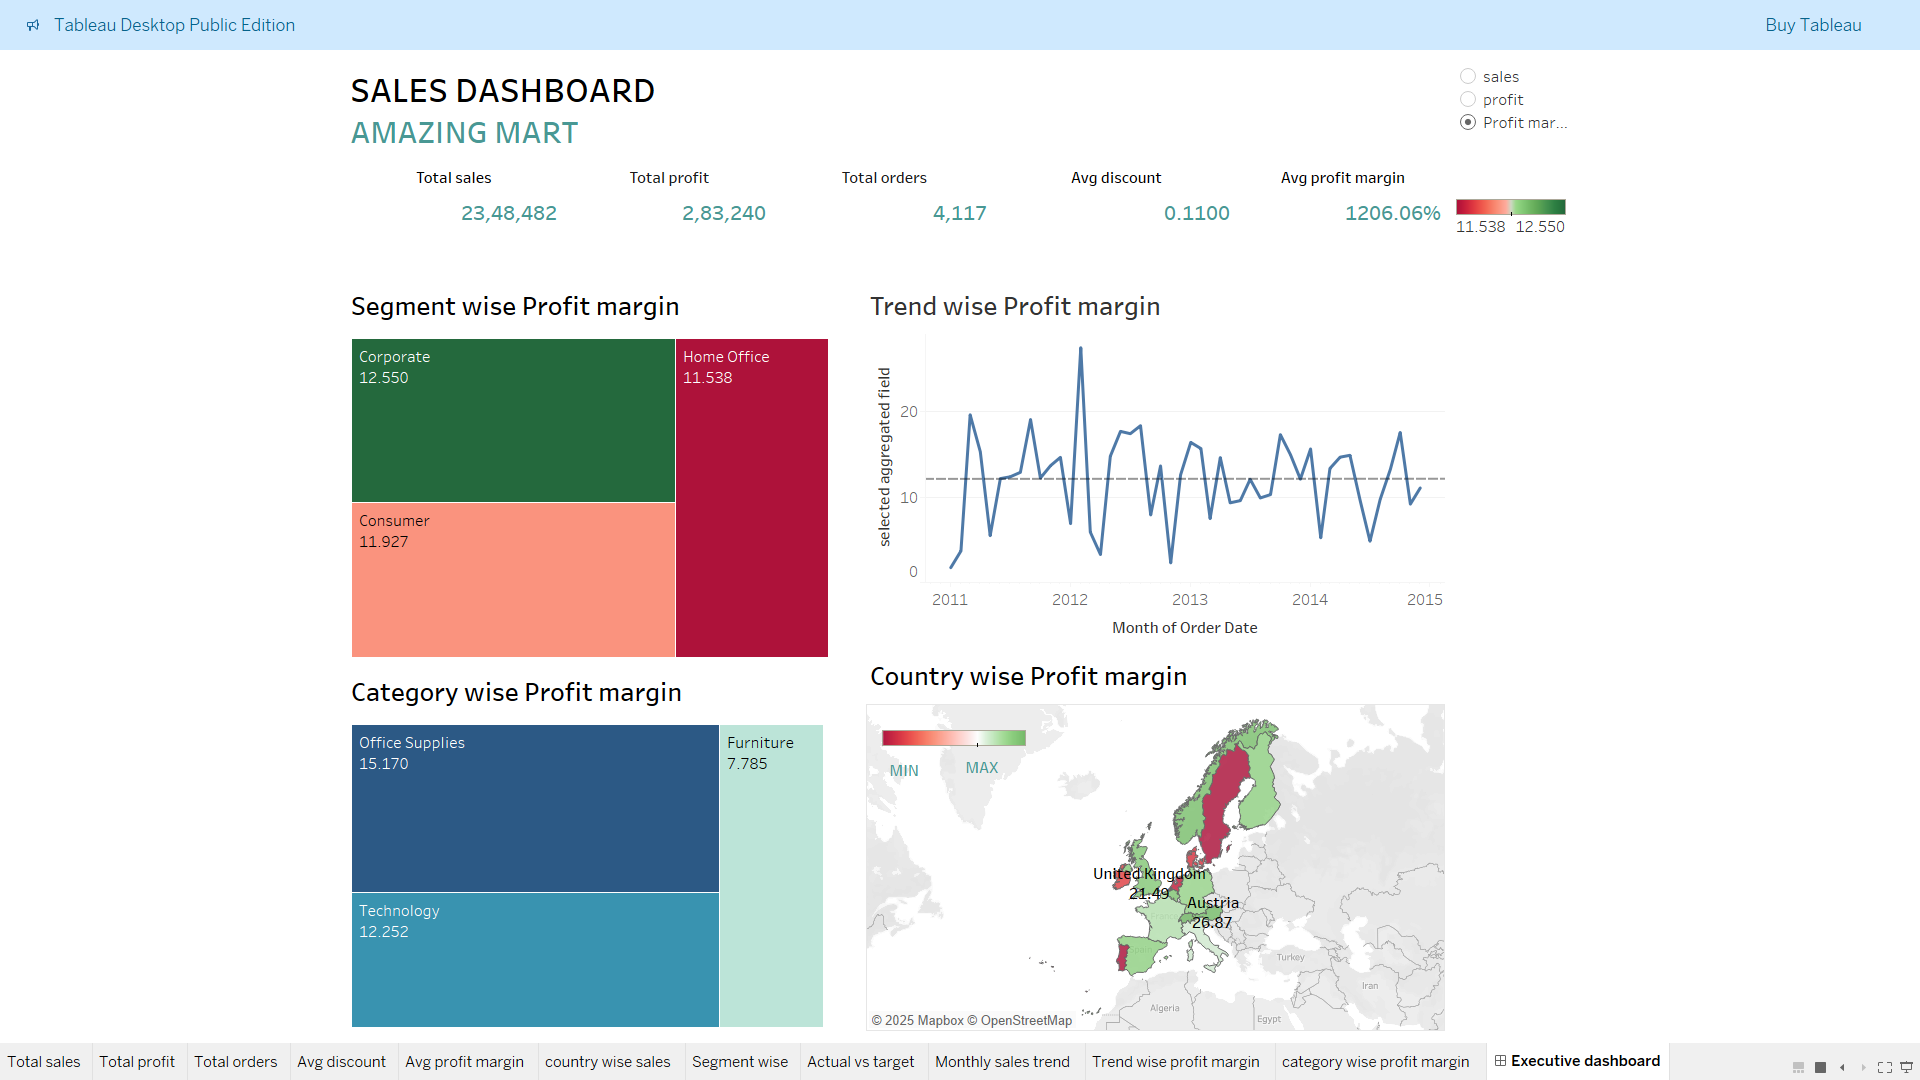 Tableau Desktop Public Edition
Buy Tableau
SALES DASHBOARD
AMAZING MART
sales
profit
Profit mar...
Total sales
23,48,482
Total profit
2,83,240
Total orders
4,117
Avg discount
0.1100
Avg profit margin
1206.06%
11.538 12.550
Segment wise Profit margin
Corporate
12.550
Home Office
11.538
Consumer
11.927
Trend wise Profit margin
selected aggregated field
20
10
0
2011 2012 2013 2014 2015
Month of Order Date
Category wise Profit margin
Office Supplies
15.170
Furniture
7.785
Technology
12.252
Country wise Profit margin
MIN MAX
United Kingdom
21.49
Austria
26.87
France
Turkey
Iran
Algeria
Egypt
© 2025 Mapbox © OpenStreetMap
Total sales
Total profit
Total orders
Avg discount
Avg profit margin
country wise sales
Segment wise
Actual vs target
Monthly sales trend
Trend wise profit margin
category wise profit margin
Executive dashboard